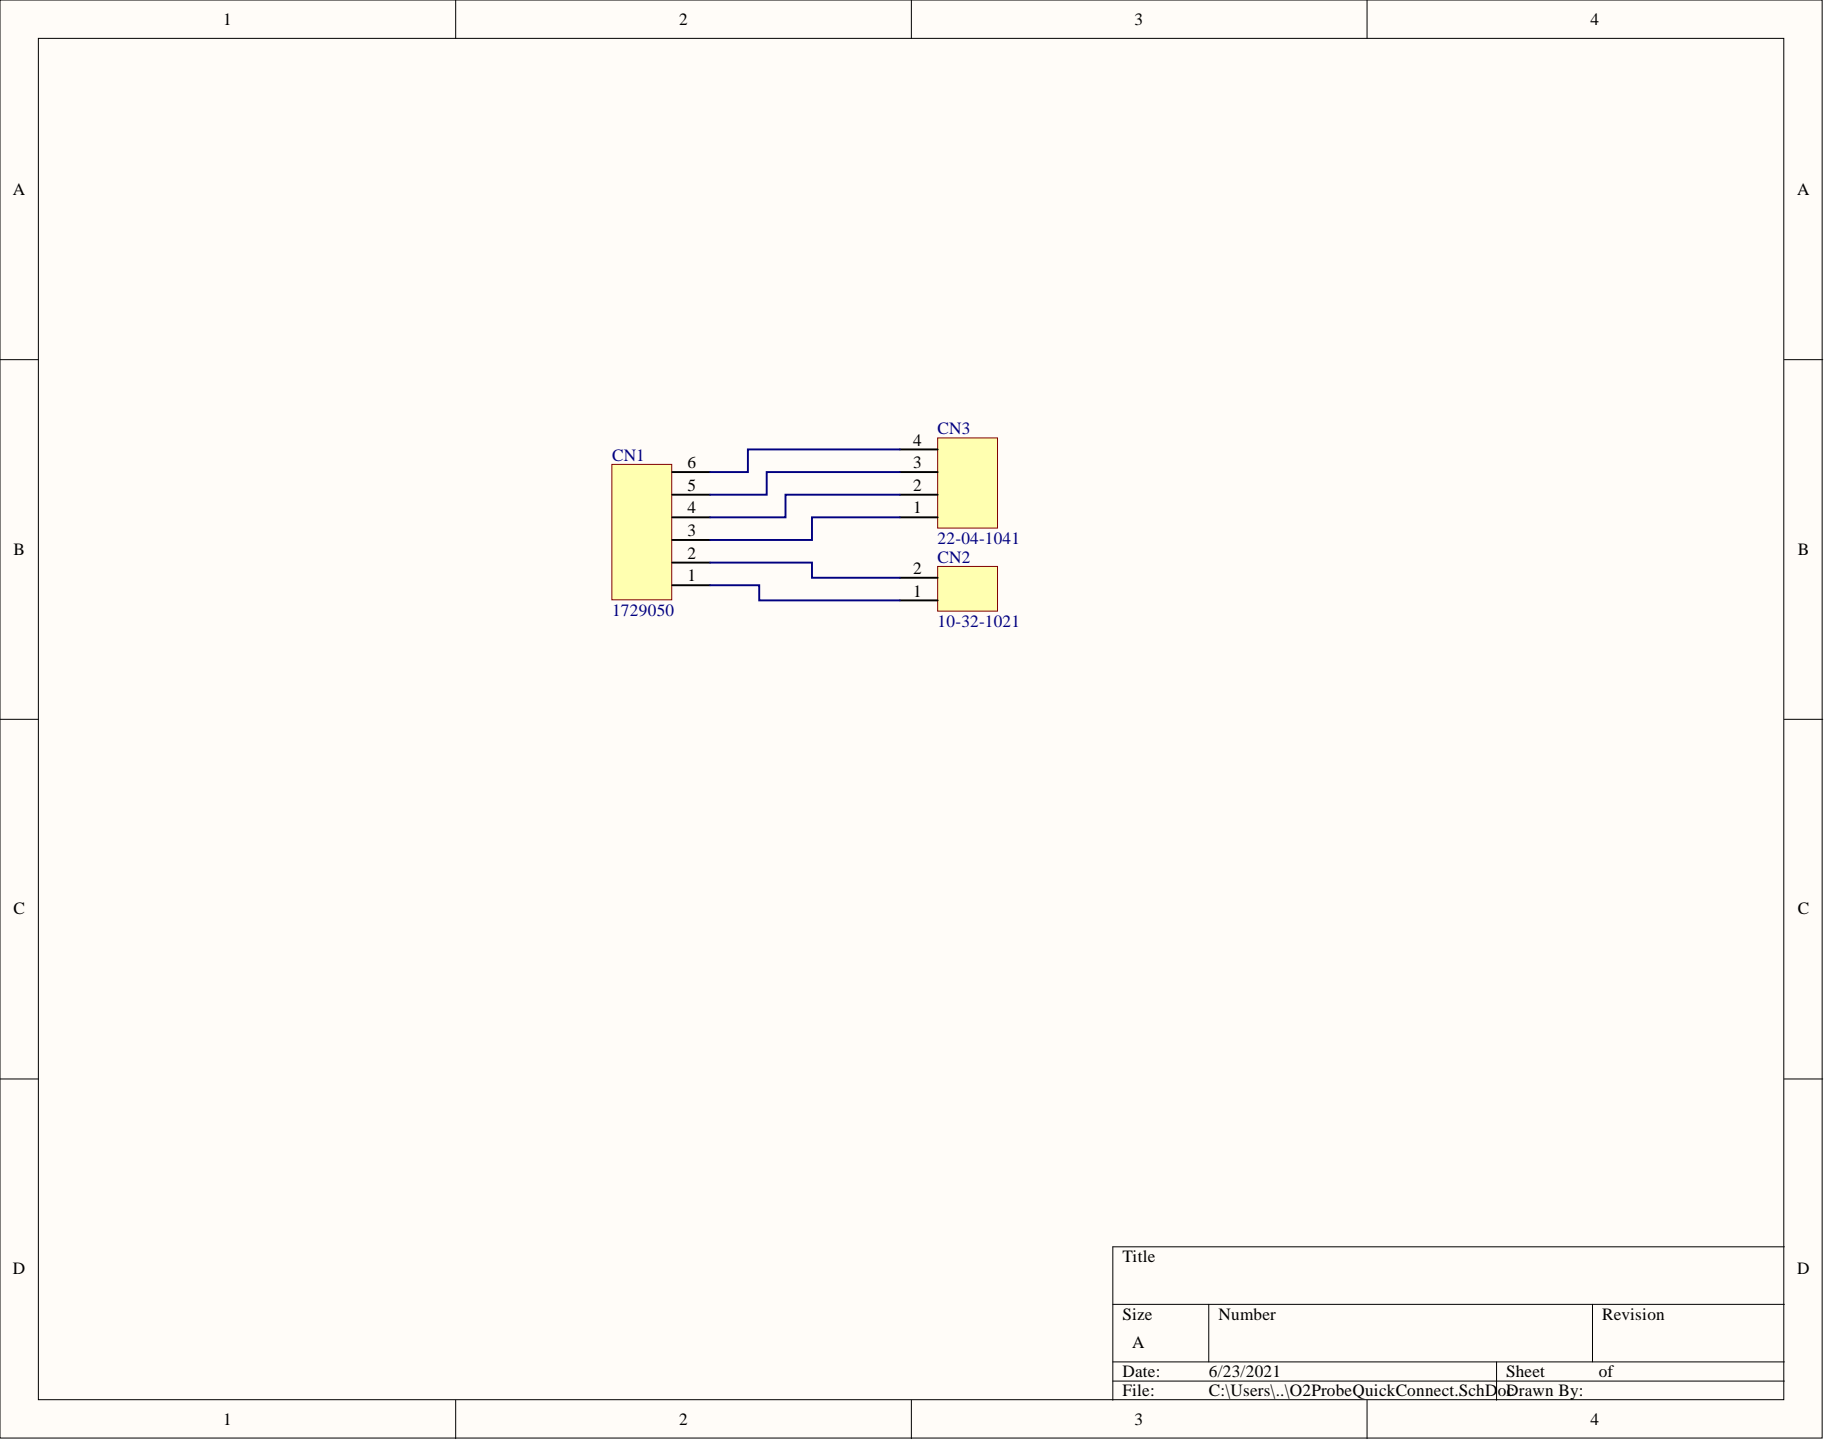 1 2 3 4
A A
CN3
4
CN1
6 3
5 2
4 1
3
22-04-1041
B B
2 CN2
2
1
1
1729050
10-32-1021
C C
Title
D D
Size Number Revision
A
Date: 6/23/2021 Sheet of
File: C:\Users\..\O2ProbeQuickConnect.SchDoc Drawn By:
1 2 3 4